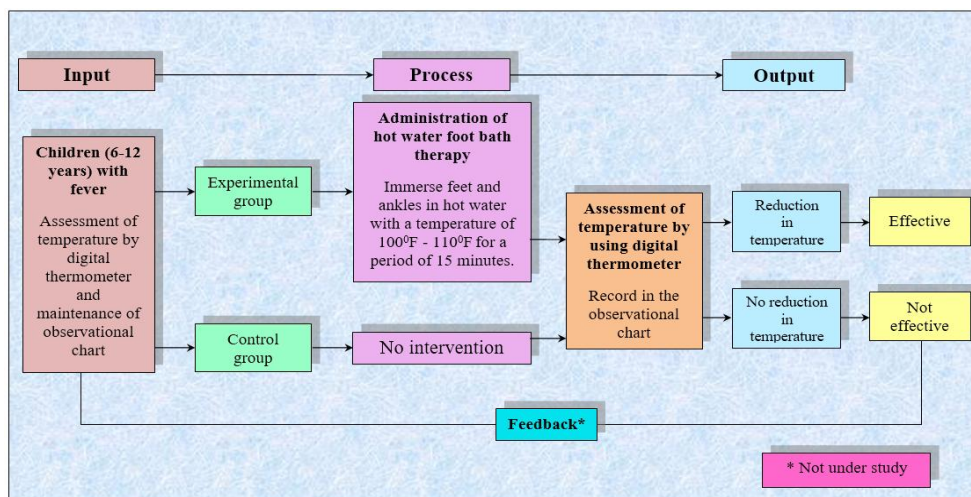 Input
Process
Output
Children (6-12
years) with
fever
Assessment of
temperature by
digital
thermometer
and
maintenance of
observational
chart
Experimental
group
Control
group
Administration of
hot water foot bath
therapy
Immerse feet and
ankles in hot water
with a temperature of
100⁰F - 110⁰F for a
period of 15 minutes.
No intervention
Assessment of
temperature by
using digital
thermometer
Record in the
observational
chart
Reduction
in
temperature
No reduction
in
temperature
Effective
Not
effective
Feedback*
* Not under study